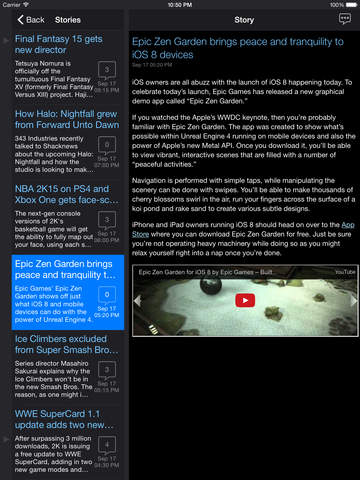 Carrier
10:50 PM
100%
Back
Stories
Story
Final Fantasy 15 gets
new director
Tetsuya Nomura is
officially off the
tumultuous Final Fantasy
XV (formerly Final Fantasy
Versus XIII) project. Haji...
3
Sep 17
09:15 PM
How Halo: Nightfall grew
from Forward Unto Dawn
343 Industries recently
talked to Shacknews
about the upcoming Halo:
Nightfall and how the
studio is looking to mak...
0
Sep 17
07:30 PM
NBA 2K15 on PS4 and
Xbox One gets face-sc...
The next-gen console
versions of 2K's
basketball game will get
the ability to fully map out
your face, using each s...
3
Sep 17
06:00 PM
Epic Zen Garden brings
peace and tranquility t...
Epic Games' Epic Zen
Garden shows off just
what iOS 8 and mobile
devices can do with the
power of Unreal Engine 4.
0
Sep 17
05:20 PM
Ice Climbers excluded
from Super Smash Bro...
Series director Masahiro
Sakurai explains why the
Ice Climbers won't be in
the new Smash Bros. The
reason, as one might i...
3
Sep 17
05:15 PM
WWE SuperCard 1.1
update adds two new...
After surpassing 3 million
downloads, 2K is issuing
a free update to WWE
SuperCard, adding in two
new game modes and...
4
Sep 17
04:30 PM
Epic Zen Garden brings peace and tranquility to
iOS 8 devices
Sep 17 05:20 PM
iOS owners are all abuzz with the launch of iOS 8 happening today. To
celebrate today's launch, Epic Games has released a new graphical
demo app called "Epic Zen Garden."
If you watched the Apple's WWDC keynote, then you're probably
familiar with Epic Zen Garden. The app was created to show what's
possible within Unreal Engine 4 running on mobile devices and also the
power of Apple's new Metal API. Once you download it, you'll be able
to view vibrant, interactive scenes that are filled with a number of
"peaceful activities."
Navigation is performed with simple taps, while manipulating the
scenery can be done with swipes. You'll be able to make thousands of
cherry blossoms swirl in the air, run your fingers across the surface of a
koi pond and rake sand to create various subtle designs.
iPhone and iPad owners running iOS 8 should head on over to the App
Store where you can download Epic Zen Garden for free. Just be sure
you're not operating heavy machinery while doing so as you might
relax yourself right into a nap once you're done.
Epic Zen Garden for iOS 8 by Epic Games – Built...
YouTube